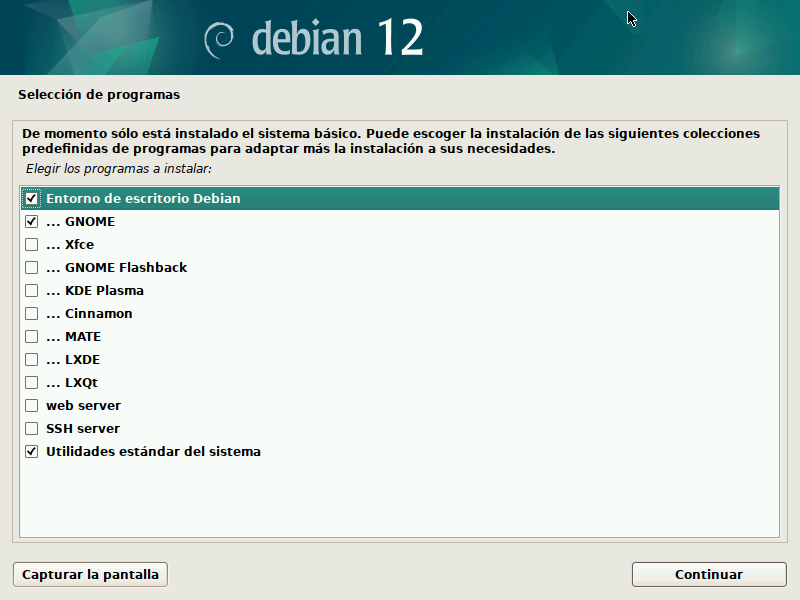 debian 12
Selección de programas
De momento sólo está instalado el sistema básico. Puede escoger la instalación de las siguientes colecciones
predefinidas de programas para adaptar más la instalación a sus necesidades.
Elegir los programas a instalar:
Entorno de escritorio Debian
... GNOME
... Xfce
... GNOME Flashback
... KDE Plasma
... Cinnamon
... MATE
... LXDE
... LXQt
web server
SSH server
Utilidades estándar del sistema
Capturar la pantalla
Continuar